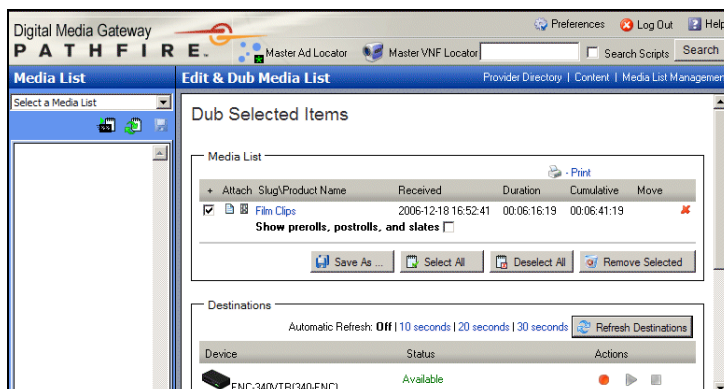 Digital Media Gateway
PATHFIRE™
Preferences Log Out Help
Master Ad Locator Master VNF Locator Search Scripts Search
Media List
Edit & Dub Media List
Provider Directory | Content | Media List Managemen
Select a Media List
Dub Selected Items
Media List
- Print
+ Attach Slug\Product Name Received Duration Cumulative Move
Film Clips 2006-12-18 16:52:41 00:06:16:19 00:06:41:19
Show prerolls, postrolls, and slates
Save As ... Select All Deselect All Remove Selected
Destinations
Automatic Refresh: Off | 10 seconds | 20 seconds | 30 seconds Refresh Destinations
Device Status Actions
ENC-340VTR(340-ENC) Available